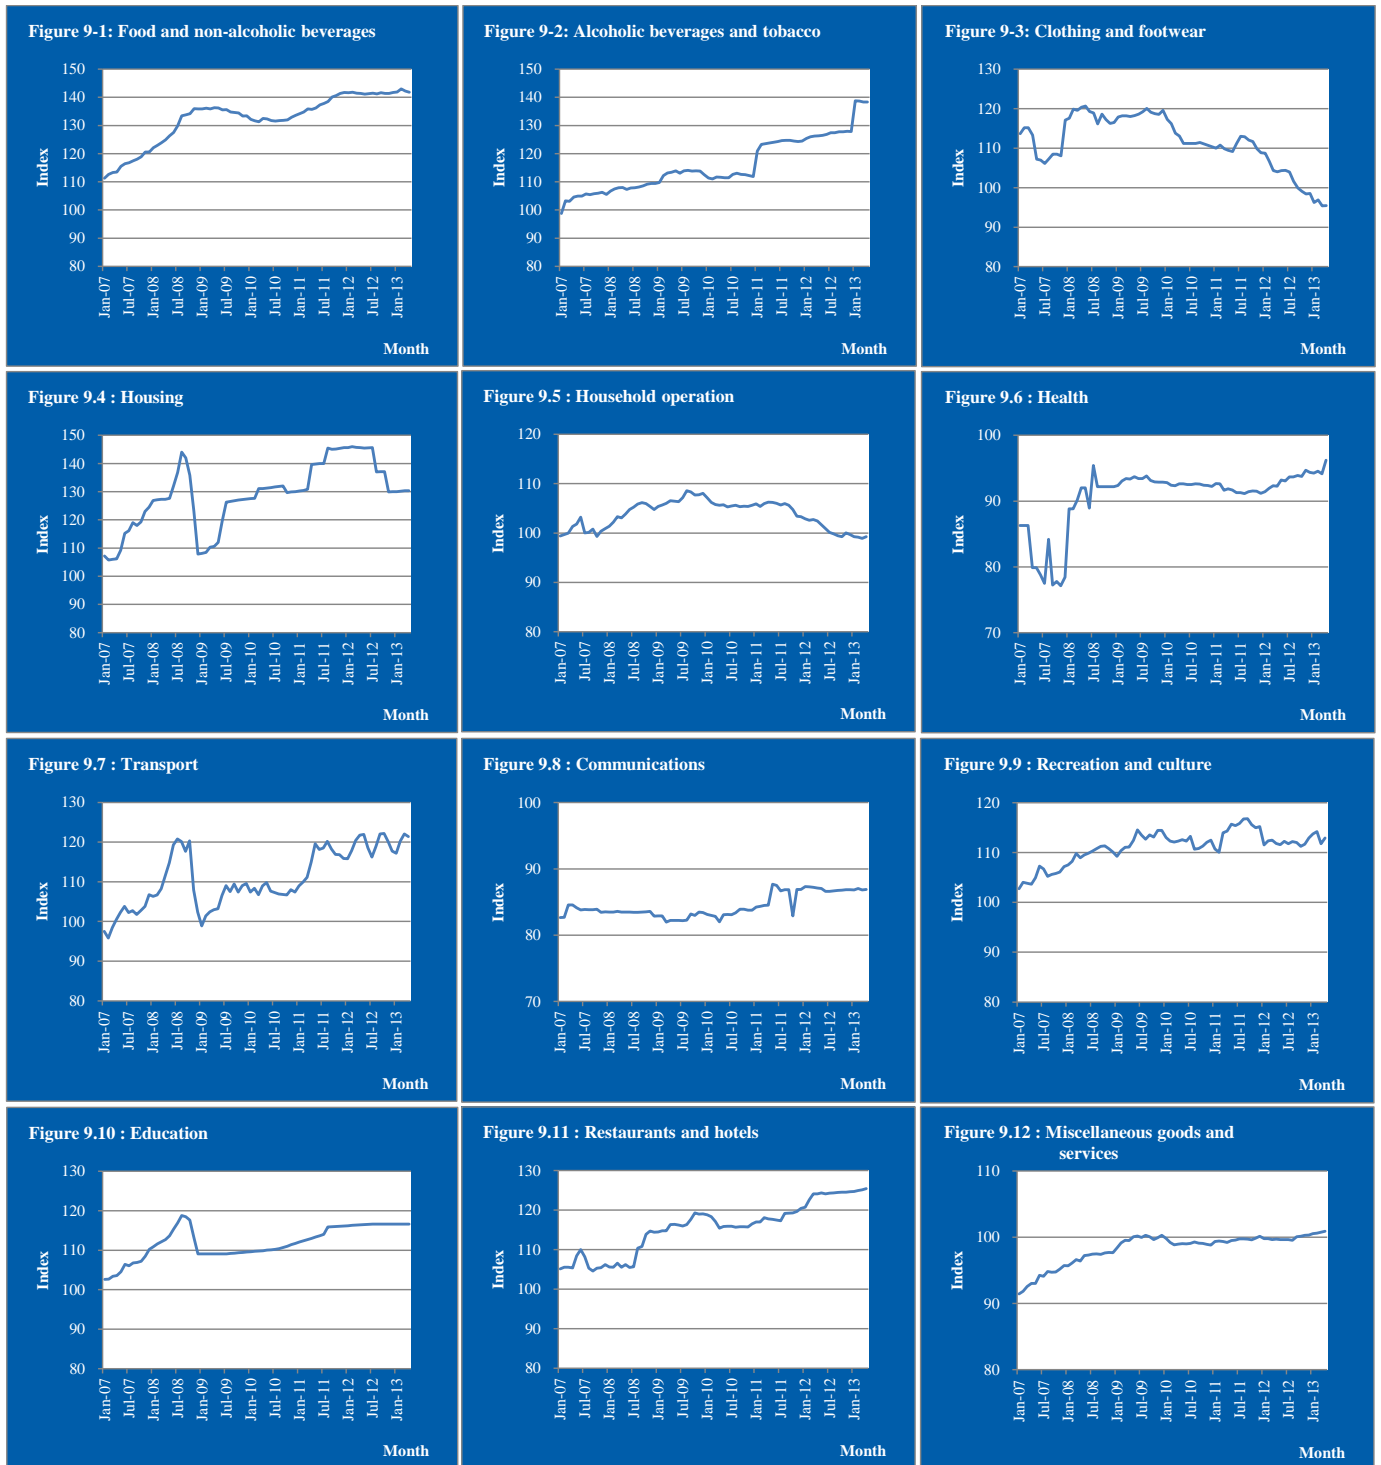 Figure 9-1: Food and non-alcoholic beverages
150
140
130
120
110
100
90
80
Index
Jan-07
Jul-07
Jan-08
Jul-08
Jan-09
Jul-09
Jan-10
Jul-10
Jan-11
Jul-11
Jan-12
Jul-12
Jan-13
Month
Figure 9-2: Alcoholic beverages and tobacco
150
140
130
120
110
100
90
80
Index
Jan-07
Jul-07
Jan-08
Jul-08
Jan-09
Jul-09
Jan-10
Jul-10
Jan-11
Jul-11
Jan-12
Jul-12
Jan-13
Month
Figure 9-3: Clothing and footwear
130
120
110
100
90
80
Index
Jan-07
Jul-07
Jan-08
Jul-08
Jan-09
Jul-09
Jan-10
Jul-10
Jan-11
Jul-11
Jan-12
Jul-12
Jan-13
Month
Figure 9.4 : Housing
150
140
130
120
110
100
90
80
Index
Jan-07
Jul-07
Jan-08
Jul-08
Jan-09
Jul-09
Jan-10
Jul-10
Jan-11
Jul-11
Jan-12
Jul-12
Jan-13
Month
Figure 9.5 : Household operation
120
110
100
90
80
Index
Jan-07
Jul-07
Jan-08
Jul-08
Jan-09
Jul-09
Jan-10
Jul-10
Jan-11
Jul-11
Jan-12
Jul-12
Jan-13
Month
Figure 9.6 : Health
100
90
80
70
Index
Jan-07
Jul-07
Jan-08
Jul-08
Jan-09
Jul-09
Jan-10
Jul-10
Jan-11
Jul-11
Jan-12
Jul-12
Jan-13
Month
Figure 9.7 : Transport
130
120
110
100
90
80
Index
Jan-07
Jul-07
Jan-08
Jul-08
Jan-09
Jul-09
Jan-10
Jul-10
Jan-11
Jul-11
Jan-12
Jul-12
Jan-13
Month
Figure 9.8 : Communications
100
90
80
70
Index
Jan-07
Jul-07
Jan-08
Jul-08
Jan-09
Jul-09
Jan-10
Jul-10
Jan-11
Jul-11
Jan-12
Jul-12
Jan-13
Month
Figure 9.9 : Recreation and culture
120
110
100
90
80
Index
Jan-07
Jul-07
Jan-08
Jul-08
Jan-09
Jul-09
Jan-10
Jul-10
Jan-11
Jul-11
Jan-12
Jul-12
Jan-13
Month
Figure 9.10 : Education
130
120
110
100
90
80
Index
Jan-07
Jul-07
Jan-08
Jul-08
Jan-09
Jul-09
Jan-10
Jul-10
Jan-11
Jul-11
Jan-12
Jul-12
Jan-13
Month
Figure 9.11 : Restaurants and hotels
130
120
110
100
90
80
Index
Jan-07
Jul-07
Jan-08
Jul-08
Jan-09
Jul-09
Jan-10
Jul-10
Jan-11
Jul-11
Jan-12
Jul-12
Jan-13
Month
Figure 9.12 : Miscellaneous goods and
services
110
100
90
80
Index
Jan-07
Jul-07
Jan-08
Jul-08
Jan-09
Jul-09
Jan-10
Jul-10
Jan-11
Jul-11
Jan-12
Jul-12
Jan-13
Month